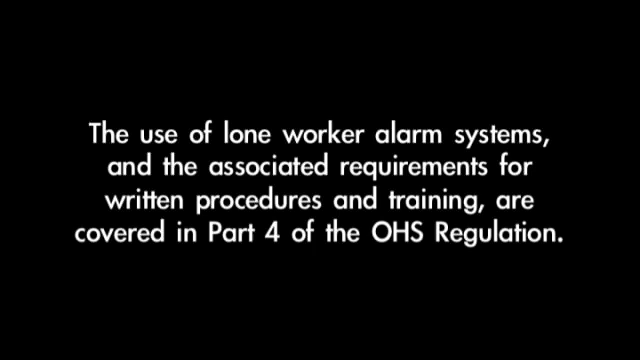 The use of lone worker alarm systems,
and the associated requirements for
written procedures and training, are
covered in Part 4 of the OHS Regulation.